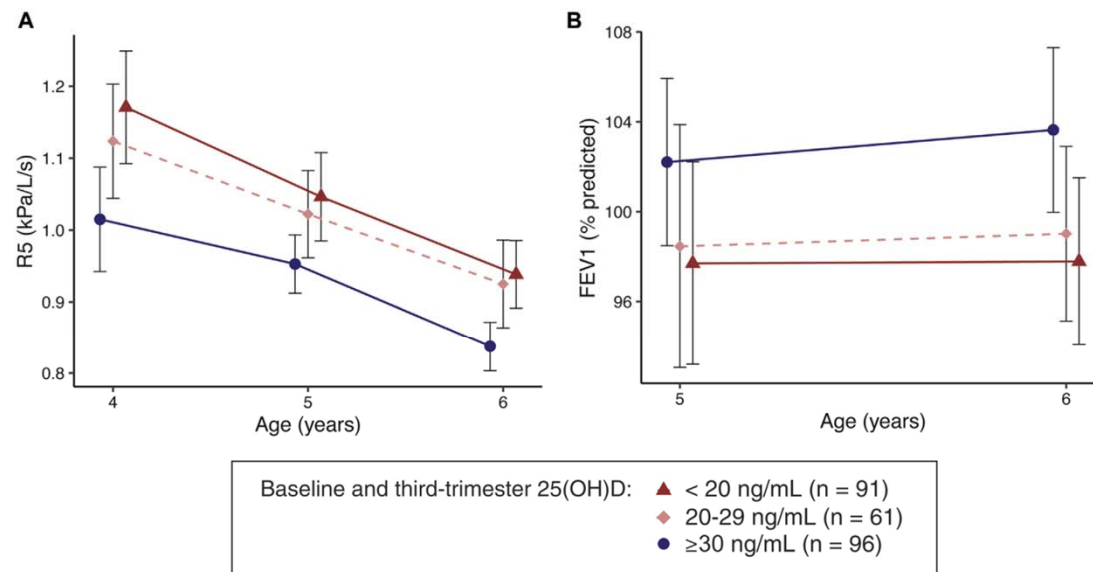 A
R5 (kPa/L/s)
1.2
1.1
1.0
0.9
0.8
4
5
6
Age (years)
B
FEV1 (% predicted)
108
104
100
96
5
6
Age (years)
Baseline and third-trimester 25(OH)D:
< 20 ng/mL (n = 91)
20-29 ng/mL (n = 61)
≥30 ng/mL (n = 96)